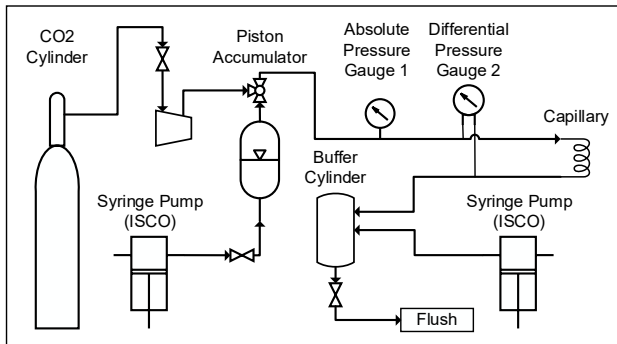 CO2
Cylinder
Piston
Accumulator
Absolute
Pressure
Gauge 1
Differential
Pressure
Gauge 2
Capillary
Buffer
Cylinder
Syringe Pump
(ISCO)
Syringe Pump
(ISCO)
Flush